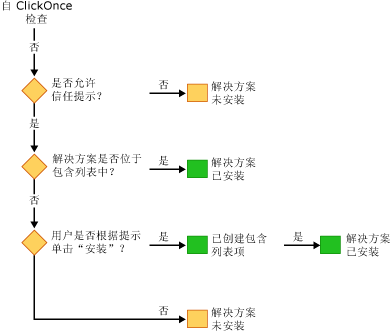 自 ClickOnce
检查
否
是否允许
信任提示？
否
解决方案
未安装
是
解决方案是否位于
包含列表中？
是
解决方案
已安装
否
用户是否根据提示
单击“安装”？
是
已创建包含
列表项
是
解决方案
已安装
否
解决方案
未安装